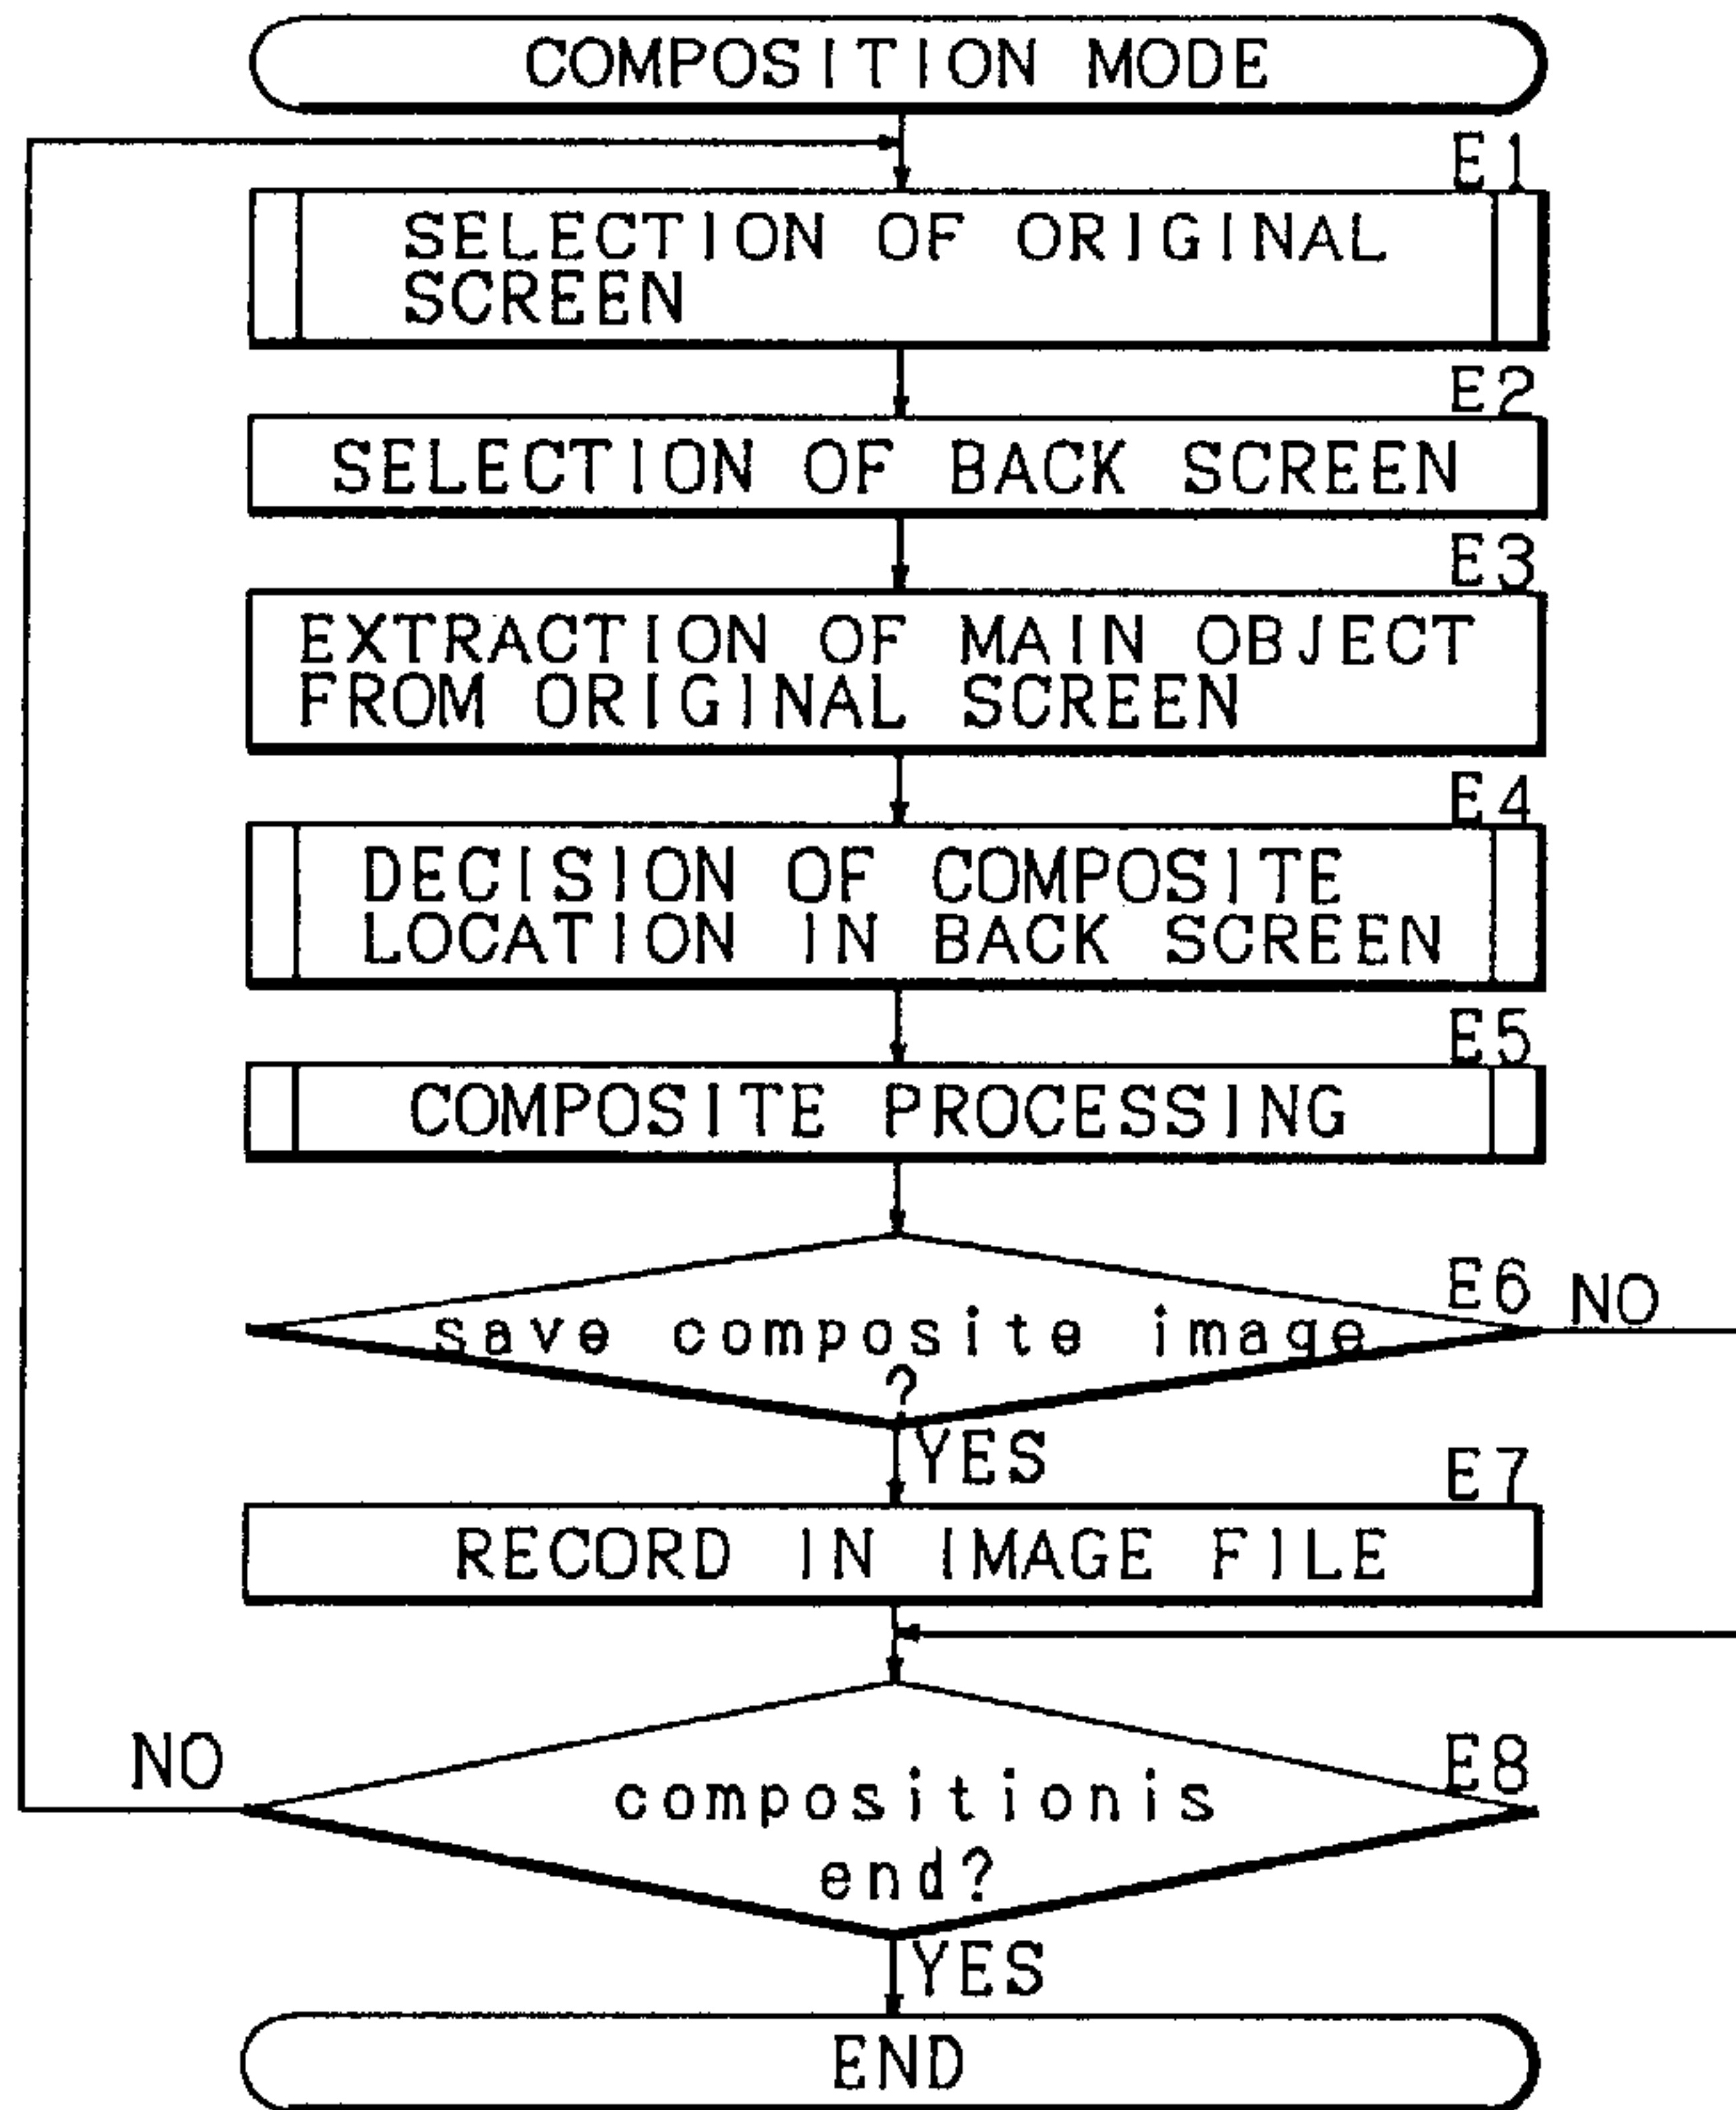 COMPOSITION MODE
E1
SELECTION OF ORIGINAL
SCREEN
E2
SELECTION OF BACK SCREEN
E3
EXTRACTION OF MAIN OBJECT
FROM ORIGINAL SCREEN
E4
DECISION OF COMPOSITE
LOCATION IN BACK SCREEN
E5
COMPOSITE PROCESSING
E6 NO
save composite image
?
YES
E7
RECORD IN IMAGE FILE
NO
E8
compositionis
end?
YES
END